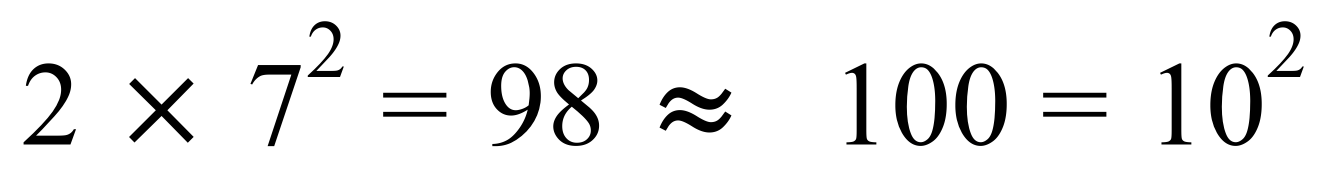 2 × 7² = 98 ≈ 100 = 10²